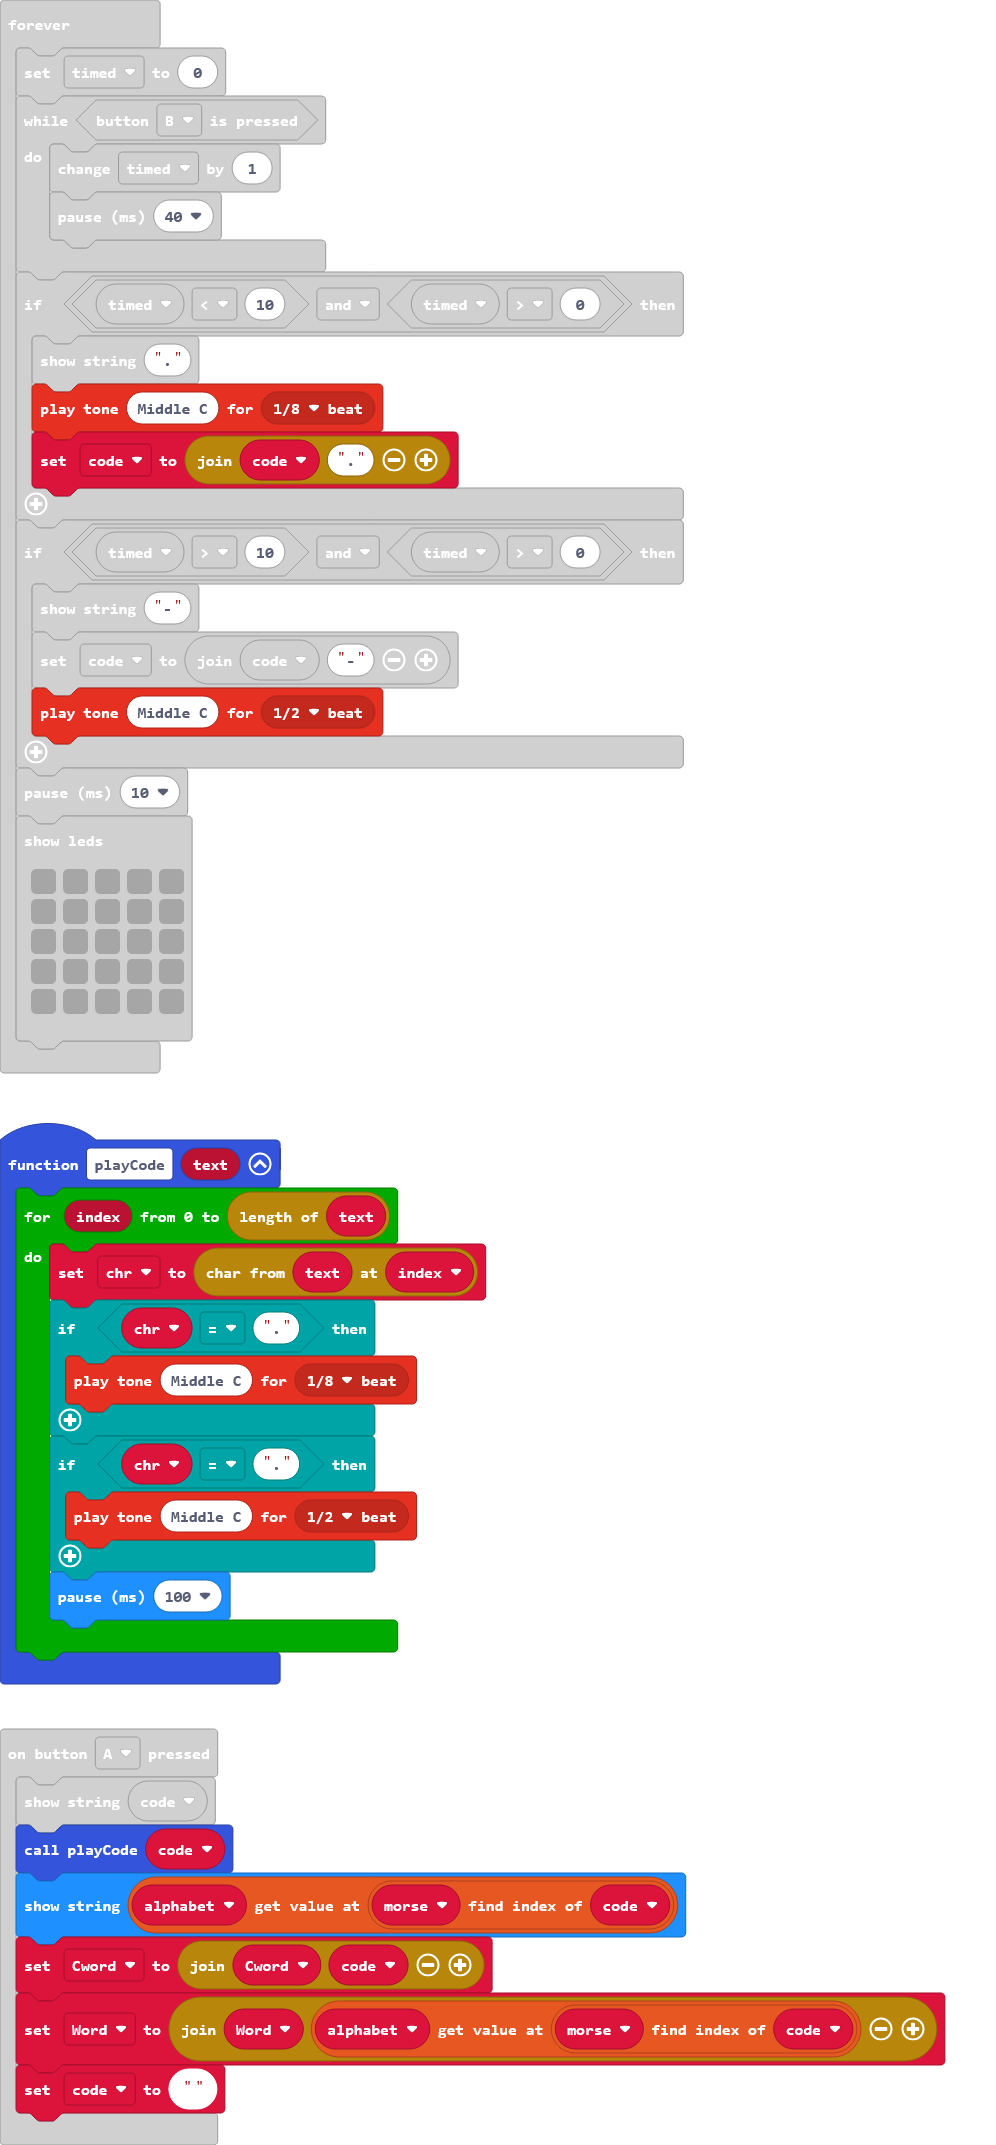 forever
set timed to 0
while button B is pressed
do
change timed by 1
pause (ms) 40
if timed < 10 and timed > 0 then
show string "."
play tone Middle C for 1/8 beat
set code to join code "."
if timed > 10 and timed > 0 then
show string "-"
set code to join code "-"
play tone Middle C for 1/2 beat
pause (ms) 10
show leds
function playCode text
for index from 0 to length of text
do
set chr to char from text at index
if chr = "." then
play tone Middle C for 1/8 beat
if chr = "." then
play tone Middle C for 1/2 beat
pause (ms) 100
on button A pressed
show string code
call playCode code
show string alphabet get value at morse find index of code
set Cword to join Cword code
set Word to join Word alphabet get value at morse find index of code
set code to ""